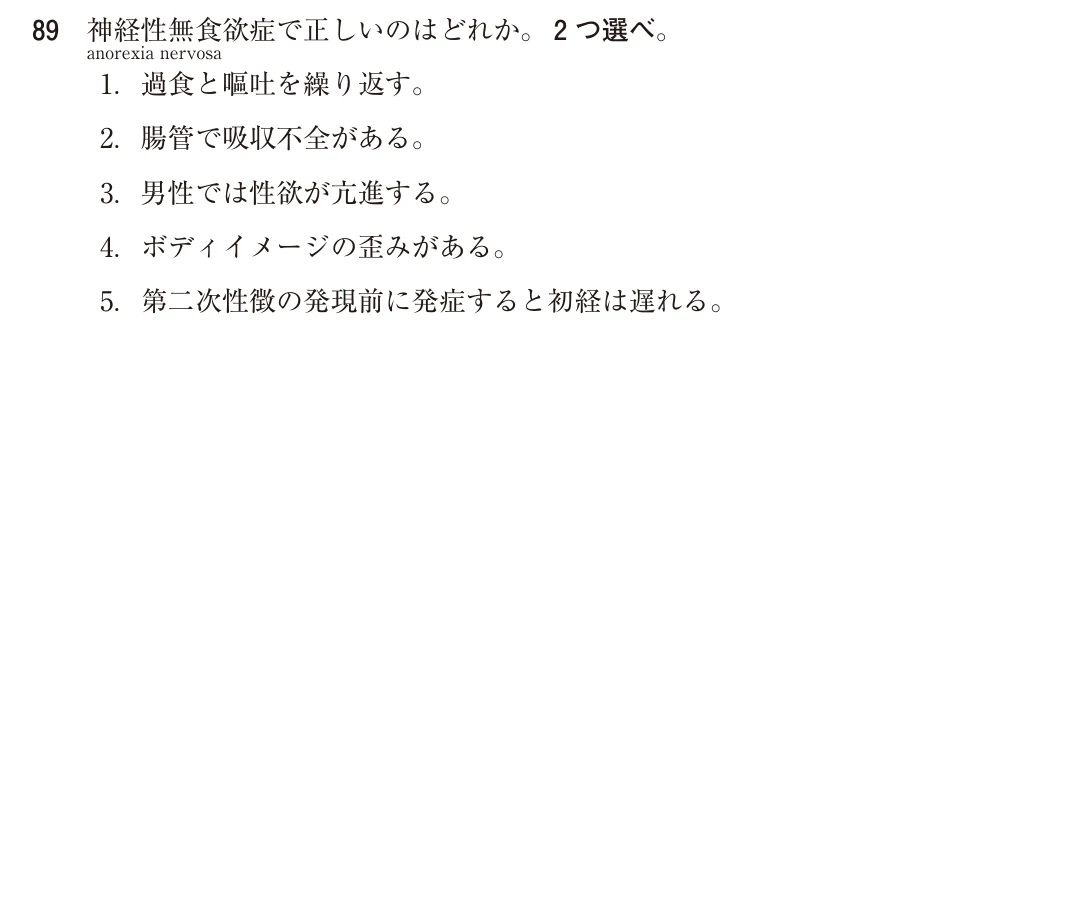 89 神経性無食欲症で正しいのはどれか。2つ選べ。
anorexia nervosa
1. 過食と嘔吐を繰り返す。
2. 腸管で吸収不全がある。
3. 男性では性欲が亢進する。
4. ボディイメージの歪みがある。
5. 第二次性徴の発現前に発症すると初経は遅れる。